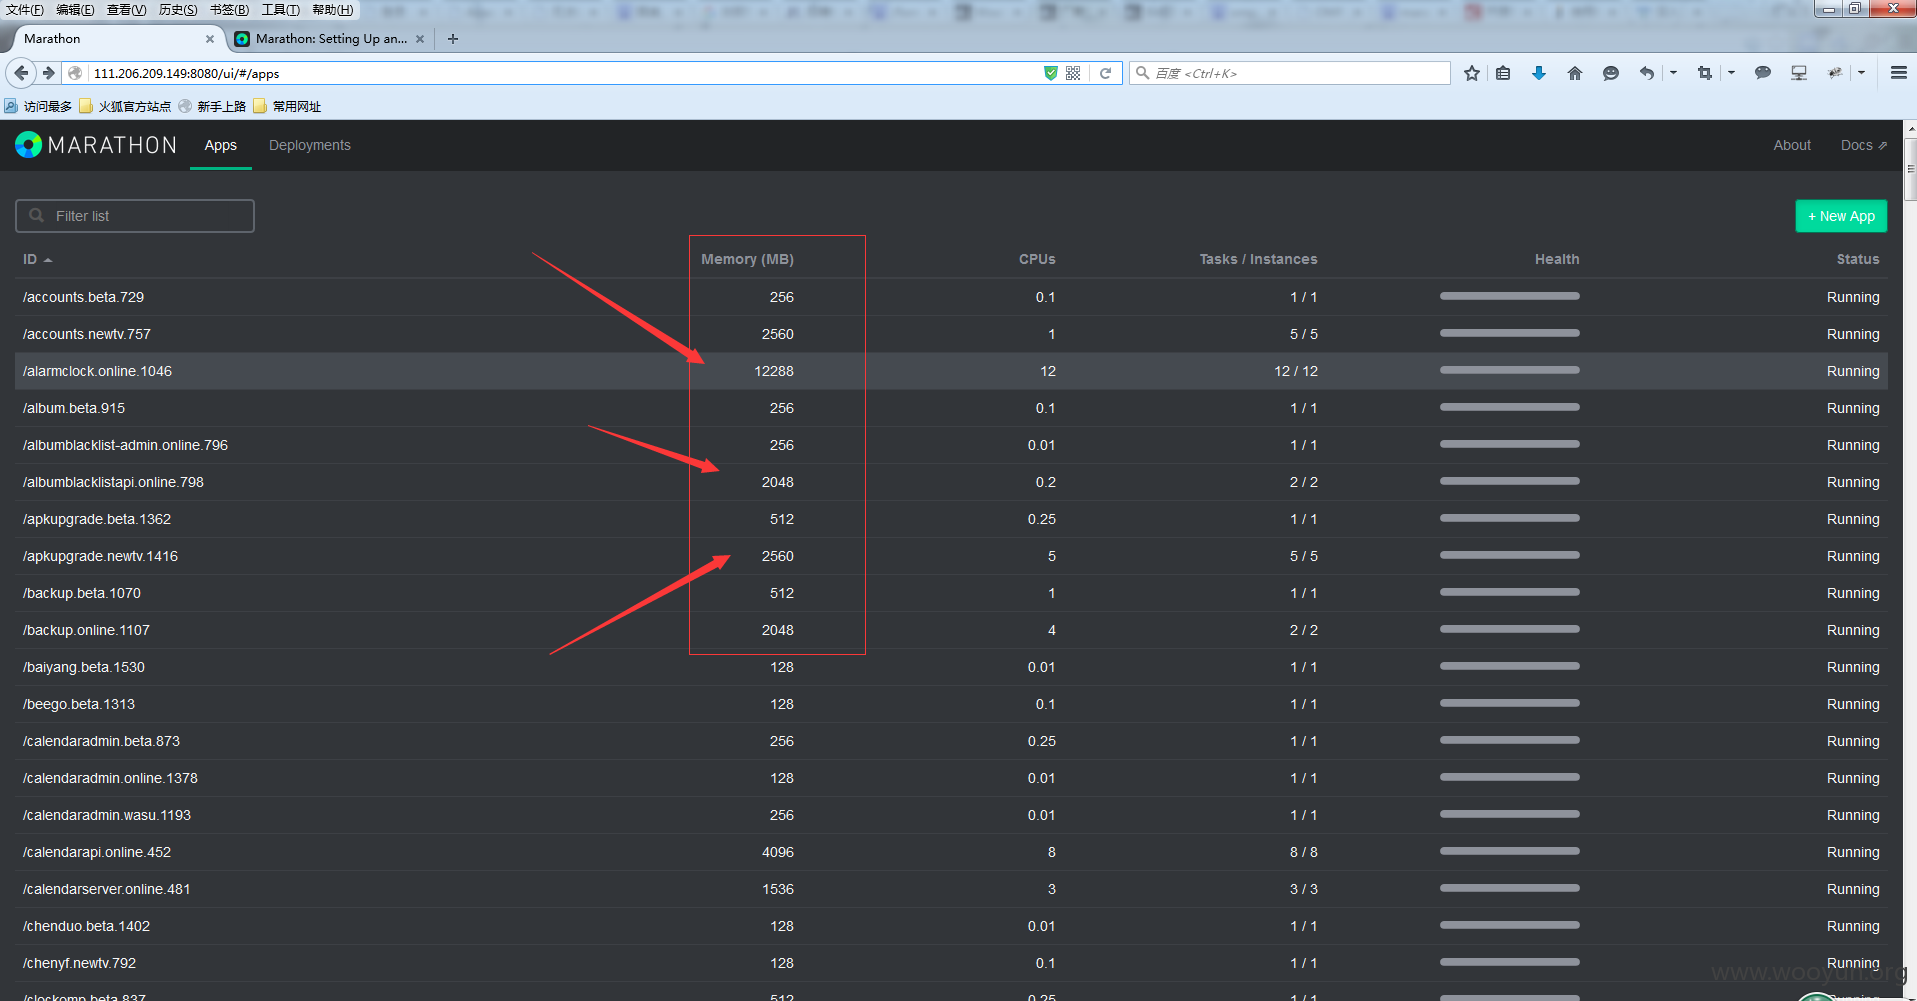 文件(F) 编辑(E) 查看(V) 历史(S) 书签(B) 工具(T) 帮助(H)
Marathon
Marathon: Setting Up an...
111.206.209.149:8080/ui/#/apps
百度 <Ctrl+K>
访问最多 火狐官方站点 新手上路 常用网址
MARATHON Apps Deployments About Docs
Filter list
+ New App
ID Memory (MB) CPUs Tasks / Instances Health Status
/accounts.beta.729 256 0.1 1 / 1 Running
/accounts.newtv.757 2560 1 5 / 5 Running
/alarmclock.online.1046 12288 12 12 / 12 Running
/album.beta.915 256 0.1 1 / 1 Running
/albumblacklist-admin.online.796 256 0.01 1 / 1 Running
/albumblacklistapi.online.798 2048 0.2 2 / 2 Running
/apkupgrade.beta.1362 512 0.25 1 / 1 Running
/apkupgrade.newtv.1416 2560 5 5 / 5 Running
/backup.beta.1070 512 1 1 / 1 Running
/backup.online.1107 2048 4 2 / 2 Running
/baiyang.beta.1530 128 0.01 1 / 1 Running
/beego.beta.1313 128 0.1 1 / 1 Running
/calendaradmin.beta.873 256 0.25 1 / 1 Running
/calendaradmin.online.1378 128 0.01 1 / 1 Running
/calendaradmin.wasu.1193 256 0.01 1 / 1 Running
/calendarapi.online.452 4096 8 8 / 8 Running
/calendarserver.online.481 1536 3 3 / 3 Running
/chenduo.beta.1402 128 0.01 1 / 1 Running
/chenyf.newtv.792 128 0.1 1 / 1 Running
www.wooyun.org
/clockomp.beta.837 512 0.25 1 / 1 Running